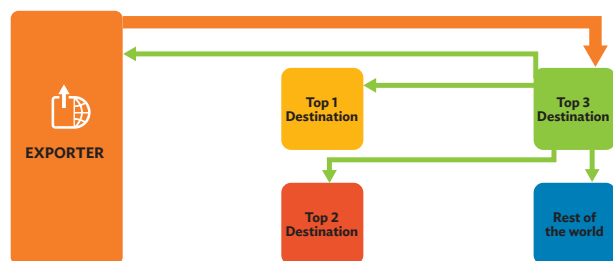 Top 1
Destination
Top 3
Destination
EXPORTER
Top 2
Destination
Rest of
the world